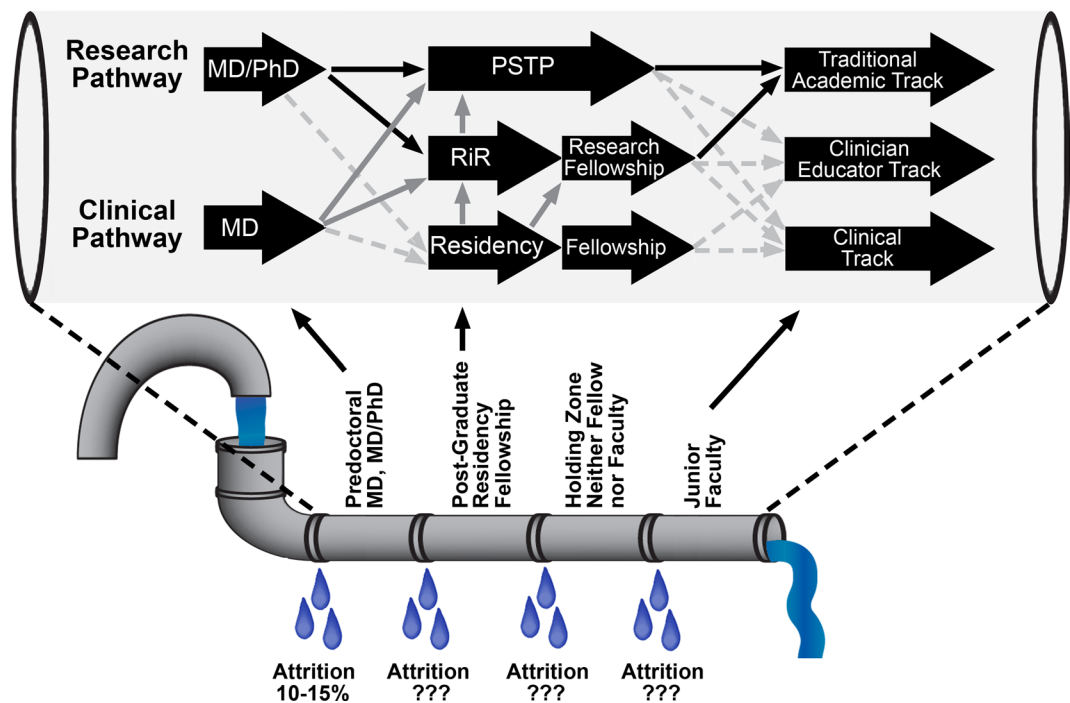 Research
Pathway
MD/PhD
PSTP
Traditional
Academic Track
RiR
Research
Fellowship
Clinician
Educator Track
Clinical
Pathway
MD
Residency
Fellowship
Clinical
Track
Predoctoral
MD, MD/PhD
Post-Graduate
Residency
Fellowship
Holding Zone
Neither Fellow
nor Faculty
Junior
Faculty
Attrition
10-15%
Attrition
???
Attrition
???
Attrition
???